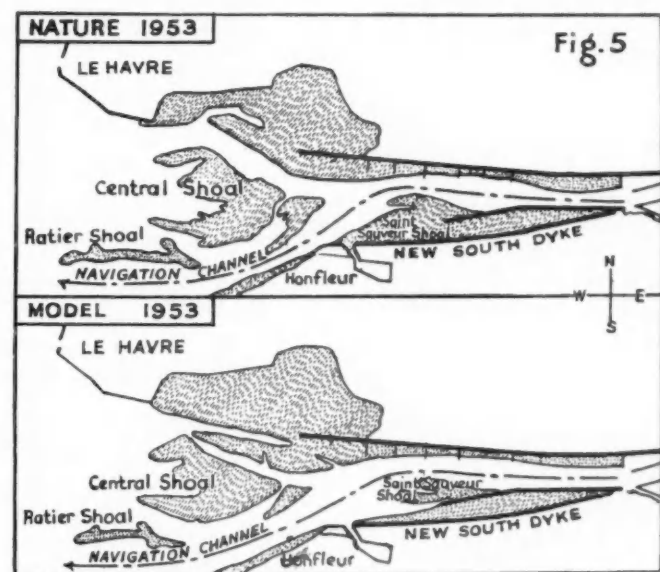 NATURE 1953
Fig. 5
LE HAVRE
Central Shoal
Ratier Shoal
Saint
Sauveur Shoal
NEW SOUTH DYKE
NAVIGATION CHANNEL
Honfleur
N
W E
S
MODEL 1953
LE HAVRE
Central Shoal
Saint Sauveur
Shoal
Ratier Shoal
NEW SOUTH DYKE
NAVIGATION CHANNEL
Honfleur